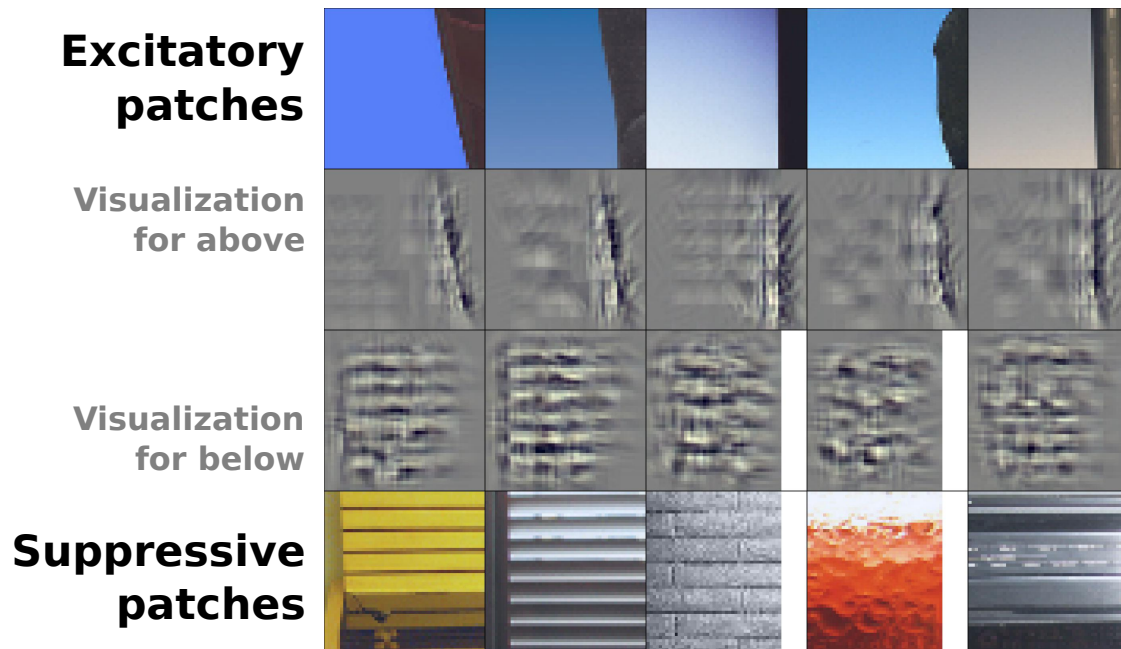 Excitatory
patches
Visualization
for above
Visualization
for below
Suppressive
patches